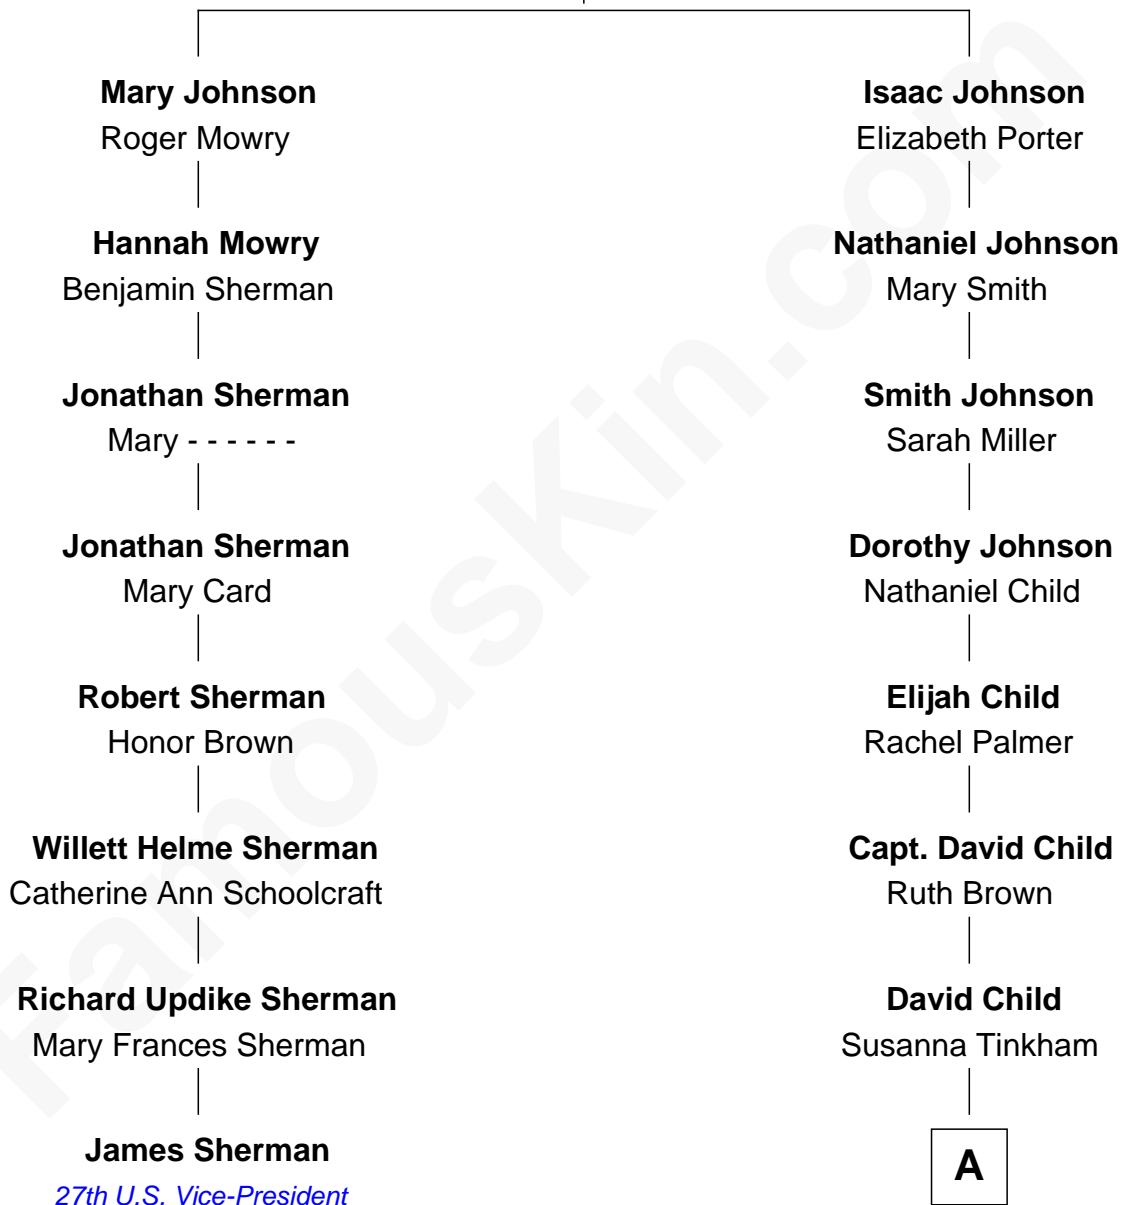 Mary Johnson
Roger Mowry
Hannah Mowry
Benjamin Sherman
Jonathan Sherman
Mary - - - - - -
Jonathan Sherman
Mary Card
Robert Sherman
Honor Brown
Willett Helme Sherman
Catherine Ann Schoolcraft
Richard Updike Sherman
Mary Frances Sherman
James Sherman
27th U.S. Vice-President
Isaac Johnson
Elizabeth Porter
Nathaniel Johnson
Mary Smith
Smith Johnson
Sarah Miller
Dorothy Johnson
Nathaniel Child
Elijah Child
Rachel Palmer
Capt. David Child
Ruth Brown
David Child
Susanna Tinkham
A
FamousKin.com